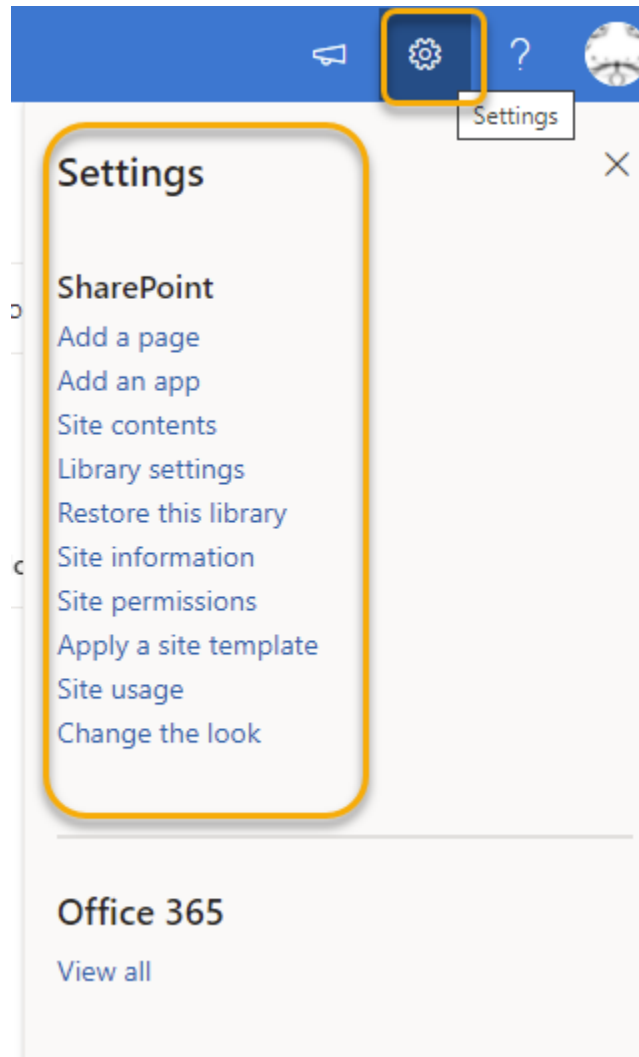 ?
Settings
Settings
SharePoint
Add a page
Add an app
Site contents
Library settings
Restore this library
Site information
Site permissions
Apply a site template
Site usage
Change the look
Office 365
View all